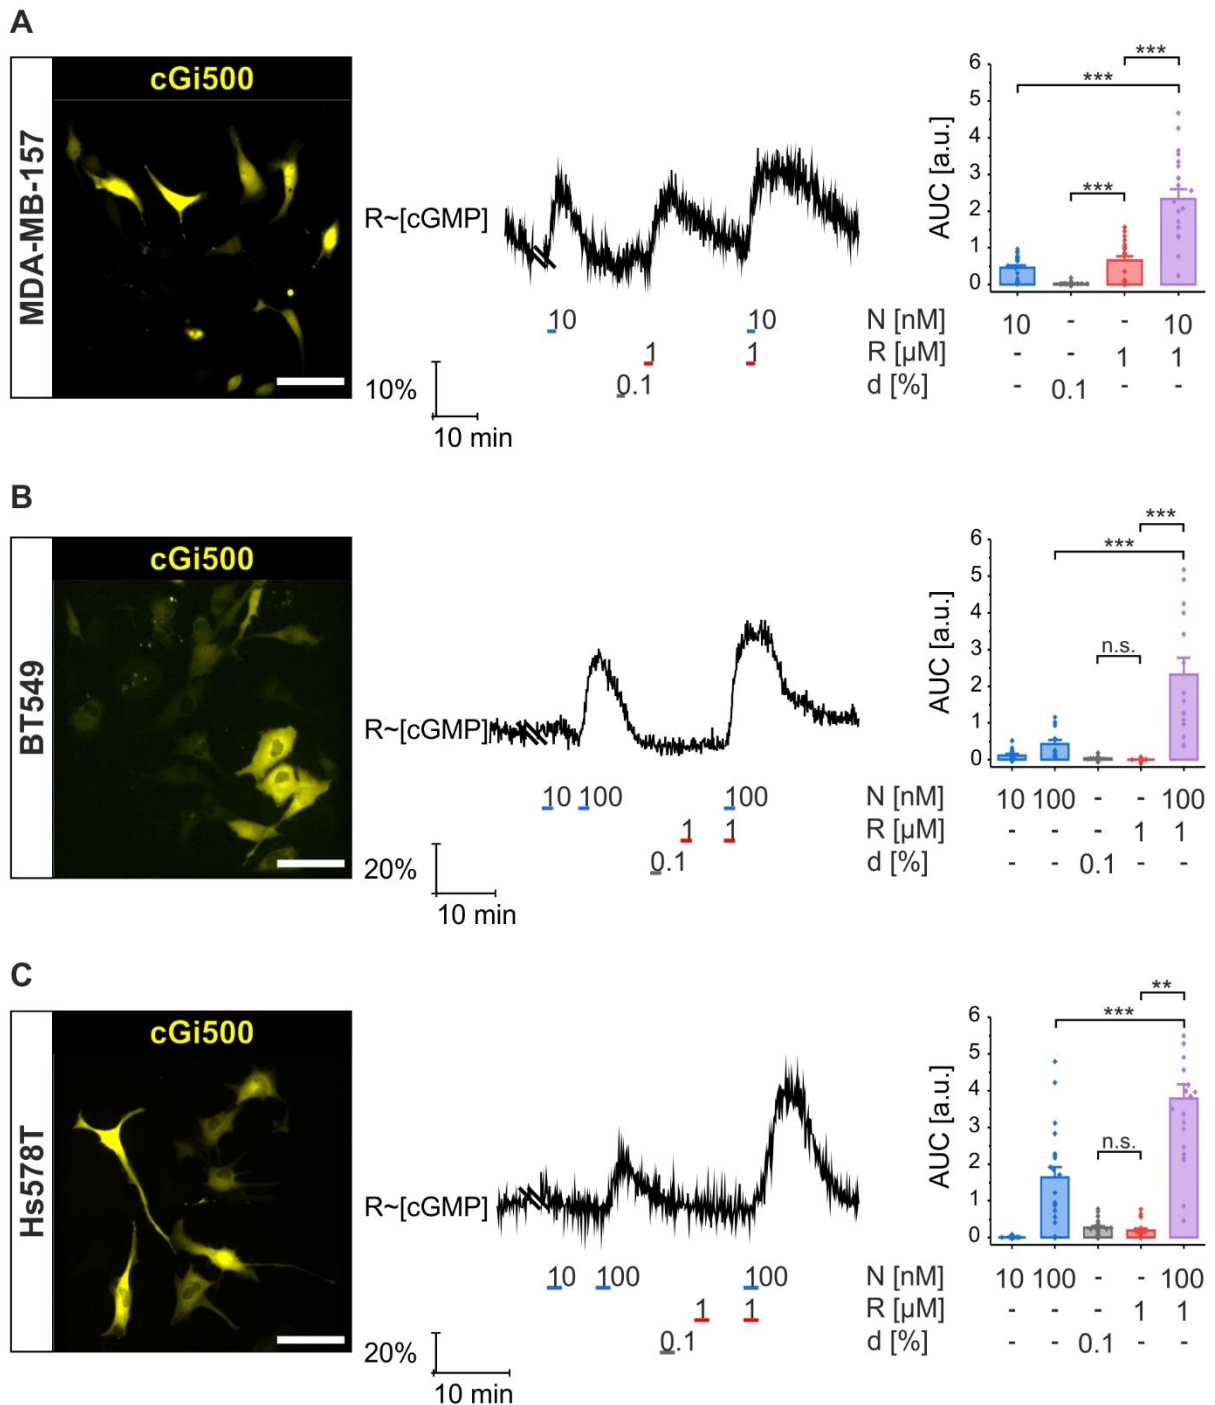 A
MDA-MB-157
cGi500
R~[cGMP]
10 10
1 1
0.1
10%
10 min
***
***
***
AUC [a.u.]
6
5
4
3
2
1
0
N [nM] 10 - - 10
R [µM] - - 1 1
d [%] - 0.1 - -
B
BT549
cGi500
R~[cGMP]
10 100 100
1 1
0.1
20%
10 min
***
***
n.s.
AUC [a.u.]
6
5
4
3
2
1
0
N [nM] 10 100 - - 100
R [µM] - - - 1 1
d [%] - - 0.1 - -
C
Hs578T
cGi500
R~[cGMP]
10 100 100
1 1
0.1
20%
10 min
**
***
n.s.
AUC [a.u.]
6
5
4
3
2
1
0
N [nM] 10 100 - - 100
R [µM] - - - 1 1
d [%] - - 0.1 - -